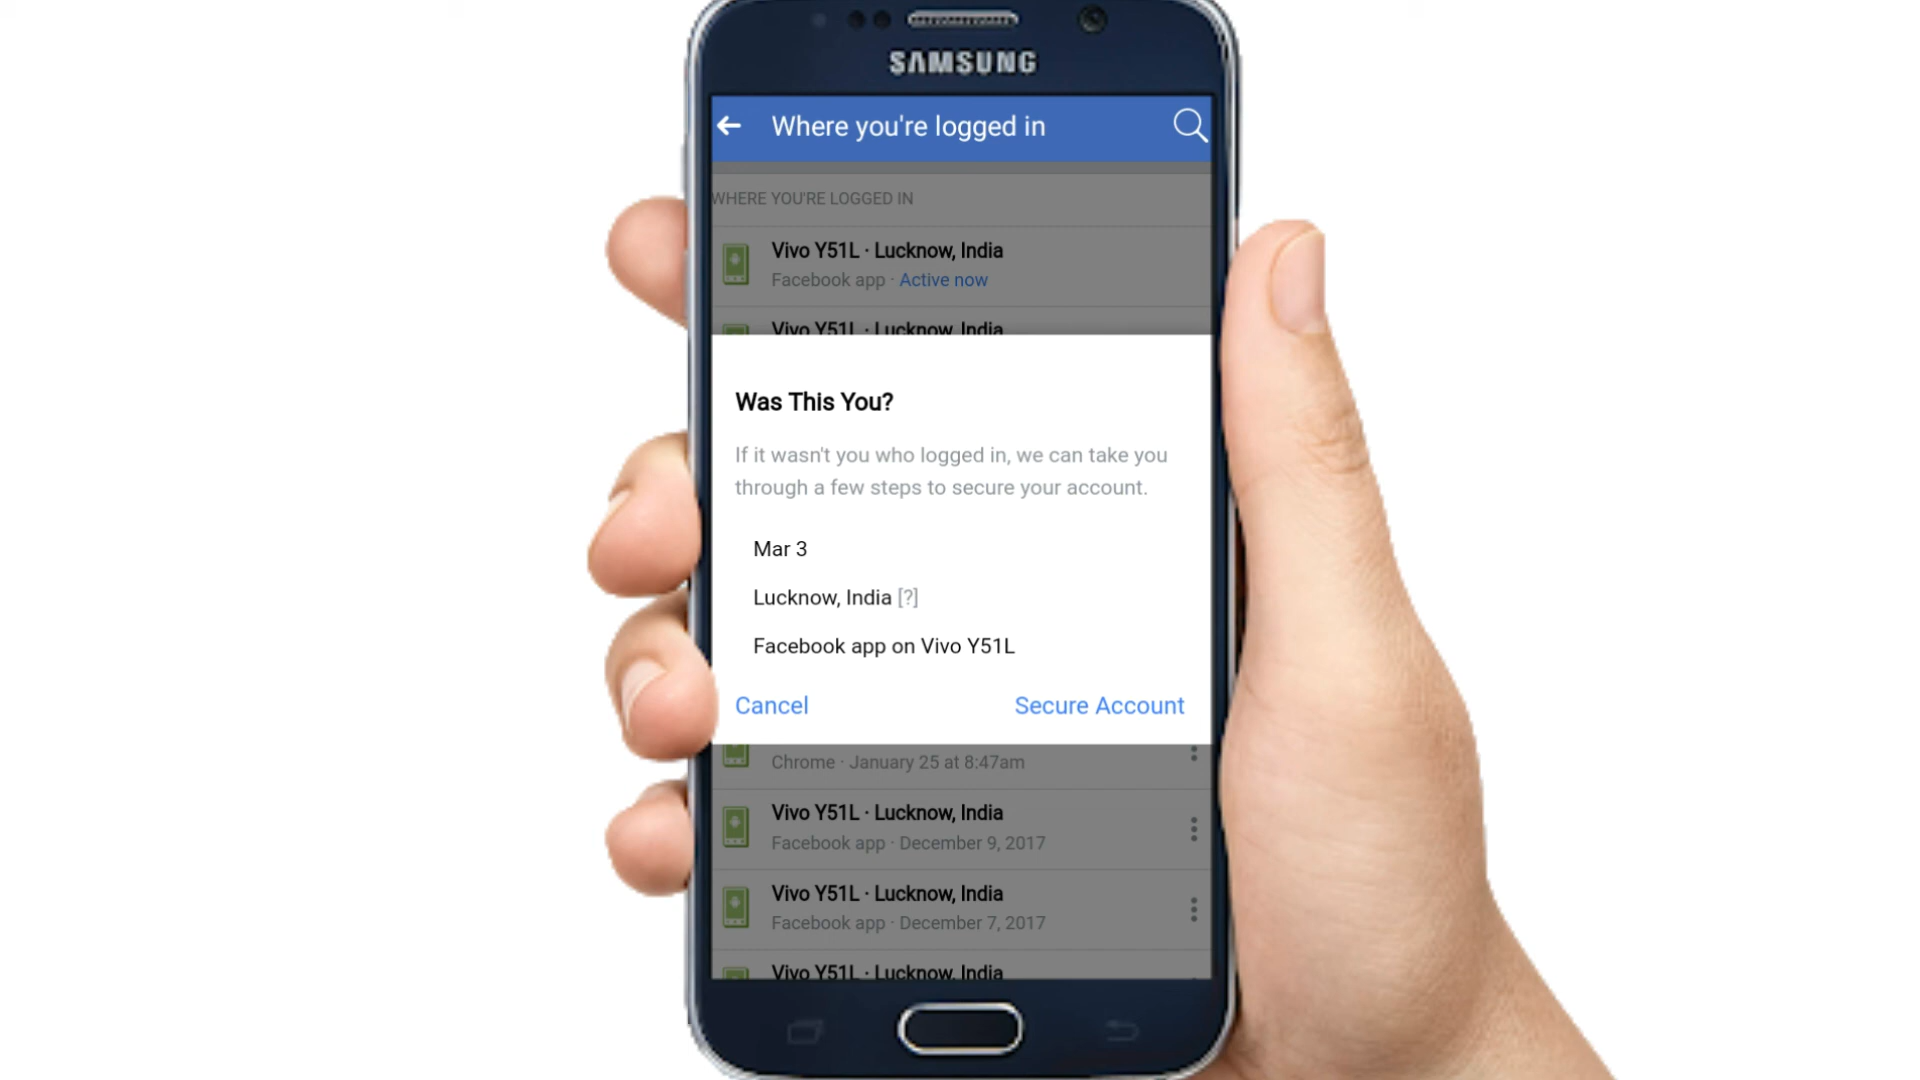 SAMSUNG
Where you're logged in
WHERE YOU'RE LOGGED IN
Vivo Y51L · Lucknow, India
Facebook app · Active now
Vivo Y51L · Lucknow, India
Was This You?
If it wasn't you who logged in, we can take you
through a few steps to secure your account.
Mar 3
Lucknow, India [?]
Facebook app on Vivo Y51L
Cancel Secure Account
Chrome · January 25 at 8:47am
Vivo Y51L · Lucknow, India
Facebook app · December 9, 2017
Vivo Y51L · Lucknow, India
Facebook app · December 7, 2017
Vivo Y51L · Lucknow, India